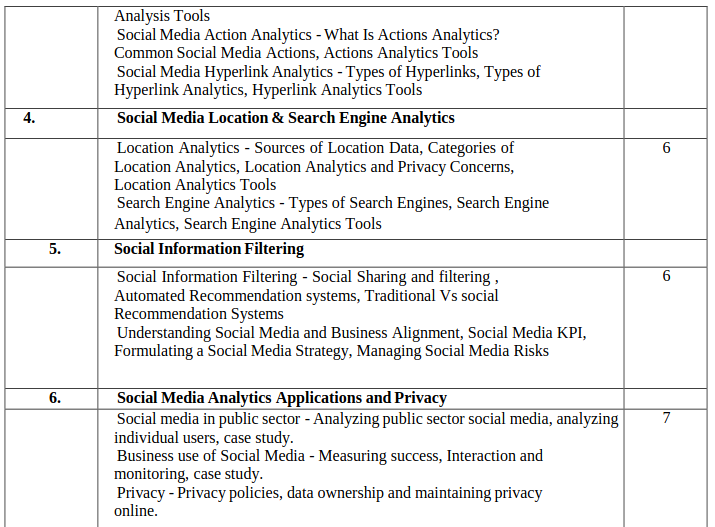 Analysis Tools
Social Media Action Analytics - What Is Actions Analytics?
Common Social Media Actions, Actions Analytics Tools
Social Media Hyperlink Analytics - Types of Hyperlinks, Types of
Hyperlink Analytics, Hyperlink Analytics Tools
4. Social Media Location & Search Engine Analytics
Location Analytics - Sources of Location Data, Categories of 6
Location Analytics, Location Analytics and Privacy Concerns,
Location Analytics Tools
Search Engine Analytics - Types of Search Engines, Search Engine
Analytics, Search Engine Analytics Tools
5. Social Information Filtering
Social Information Filtering - Social Sharing and filtering , 6
Automated Recommendation systems, Traditional Vs social
Recommendation Systems
Understanding Social Media and Business Alignment, Social Media KPI,
Formulating a Social Media Strategy, Managing Social Media Risks
6. Social Media Analytics Applications and Privacy
Social media in public sector - Analyzing public sector social media, analyzing 7
individual users, case study.
Business use of Social Media - Measuring success, Interaction and
monitoring, case study.
Privacy - Privacy policies, data ownership and maintaining privacy
online.